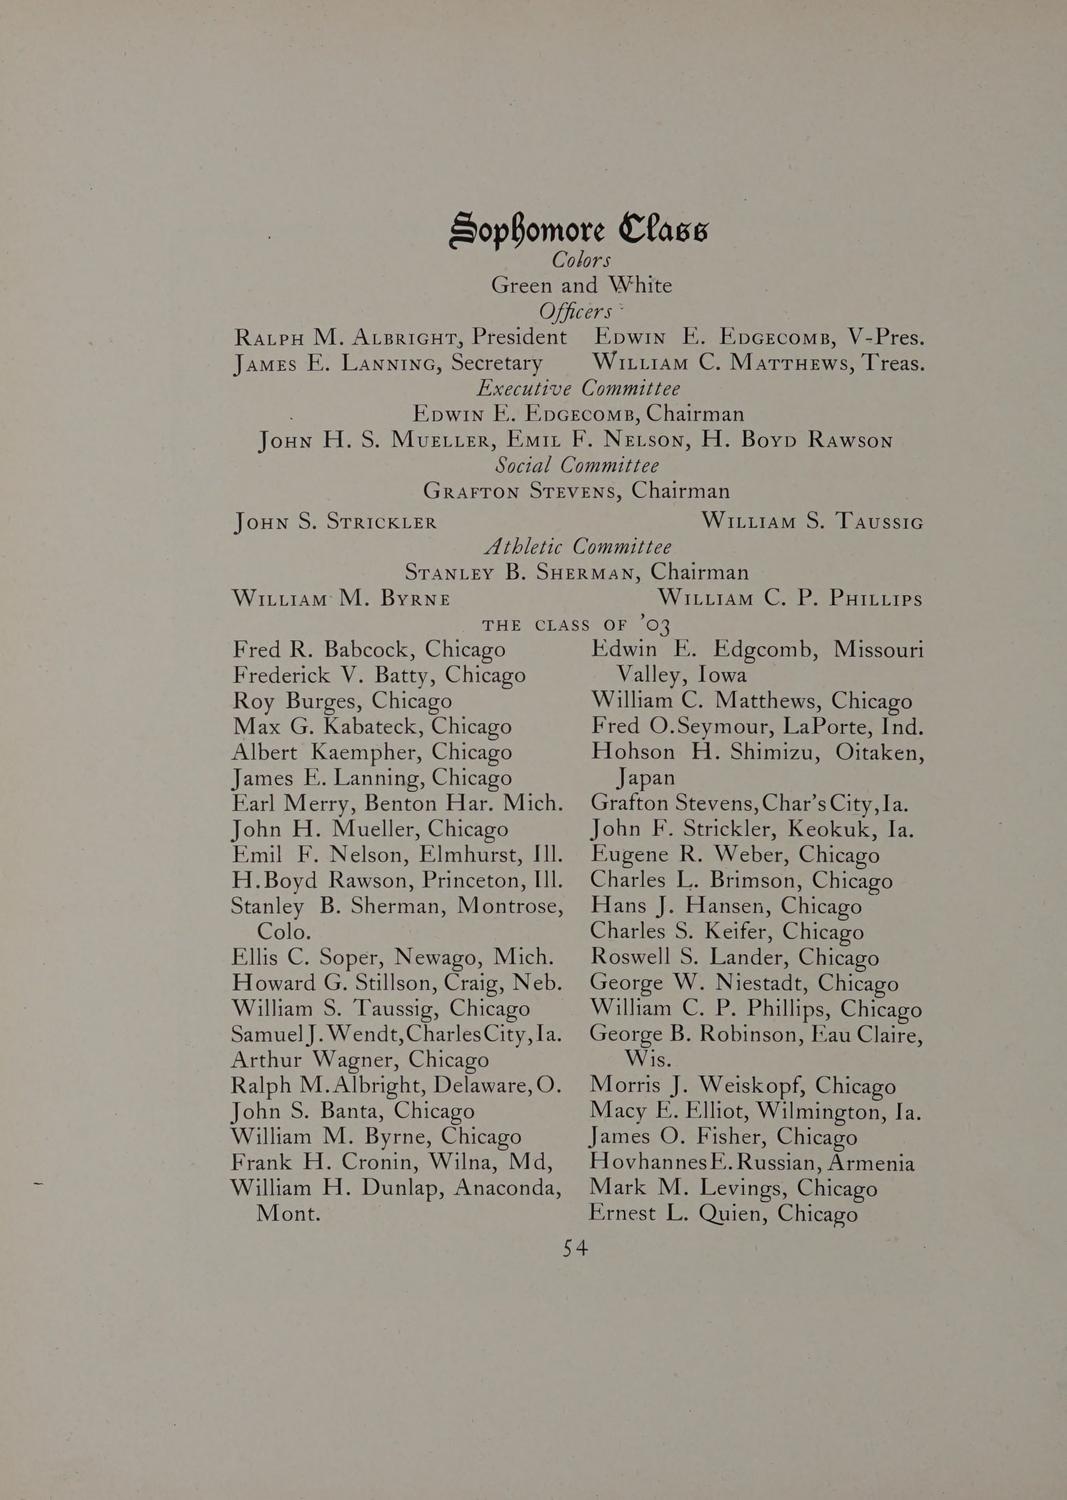 Sophomore Class
Colors
Green and White
Officers
RALPH M. ALBRIGHT, President EDWIN E. EDGECOMB, V-Pres.
JAMES E. LANNING, Secretary WILLIAM C. MATTHEWS, Treas.
Executive Committee
EDWIN E. EDGECOMB, Chairman
JOHN H. S. MUELLER, EMIL F. NELSON, H. BOYD RAWSON
Social Committee
GRAFTON STEVENS, Chairman
JOHN S. STRICKLER WILLIAM S. TAUSSIG
Athletic Committee
STANLEY B. SHERMAN, Chairman
WILLIAM M. BYRNE WILLIAM C. P. PHILLIPS
THE CLASS OF '03
Fred R. Babcock, Chicago
Frederick V. Batty, Chicago
Roy Burges, Chicago
Max G. Kabateck, Chicago
Albert Kaempher, Chicago
James E. Lanning, Chicago
Earl Merry, Benton Har. Mich.
John H. Mueller, Chicago
Emil F. Nelson, Elmhurst, Ill.
H. Boyd Rawson, Princeton, Ill.
Stanley B. Sherman, Montrose,
Colo.
Ellis C. Soper, Newago, Mich.
Howard G. Stillson, Craig, Neb.
William S. Taussig, Chicago
Samuel J. Wendt, Charles City, Ia.
Arthur Wagner, Chicago
Ralph M. Albright, Delaware, O.
John S. Banta, Chicago
William M. Byrne, Chicago
Frank H. Cronin, Wilna, Md,
William H. Dunlap, Anaconda,
Mont.
Edwin E. Edgcomb, Missouri
Valley, Iowa
William C. Matthews, Chicago
Fred O. Seymour, LaPorte, Ind.
Hohson H. Shimizu, Oitaken,
Japan
Grafton Stevens, Char's City, Ia.
John F. Strickler, Keokuk, Ia.
Eugene R. Weber, Chicago
Charles L. Brimson, Chicago
Hans J. Hansen, Chicago
Charles S. Keifer, Chicago
Roswell S. Lander, Chicago
George W. Niestadt, Chicago
William C. P. Phillips, Chicago
George B. Robinson, Eau Claire,
Wis.
Morris J. Weiskopf, Chicago
Macy E. Elliot, Wilmington, Ia.
James O. Fisher, Chicago
Hovhannes E. Russian, Armenia
Mark M. Levings, Chicago
Ernest L. Quien, Chicago
54